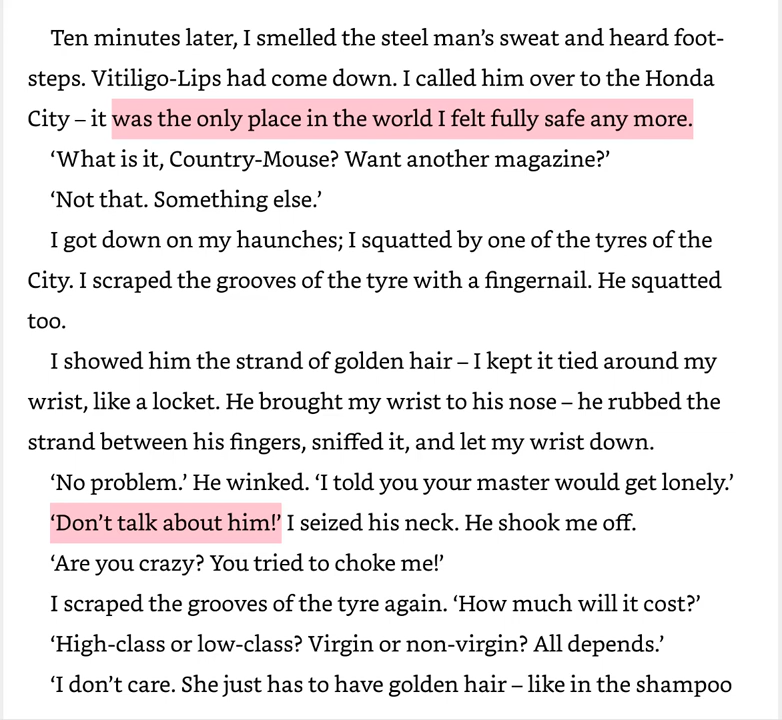 Ten minutes later, I smelled the steel man’s sweat and heard foot-
steps. Vitiligo-Lips had come down. I called him over to the Honda
City – it was the only place in the world I felt fully safe any more.
‘What is it, Country-Mouse? Want another magazine?’
‘Not that. Something else.’
I got down on my haunches; I squatted by one of the tyres of the
City. I scraped the grooves of the tyre with a fingernail. He squatted
too.
I showed him the strand of golden hair – I kept it tied around my
wrist, like a locket. He brought my wrist to his nose – he rubbed the
strand between his fingers, sniffed it, and let my wrist down.
‘No problem.’ He winked. ‘I told you your master would get lonely.’
‘Don’t talk about him!’ I seized his neck. He shook me off.
‘Are you crazy? You tried to choke me!’
I scraped the grooves of the tyre again. ‘How much will it cost?’
‘High-class or low-class? Virgin or non-virgin? All depends.’
‘I don’t care. She just has to have golden hair – like in the shampoo